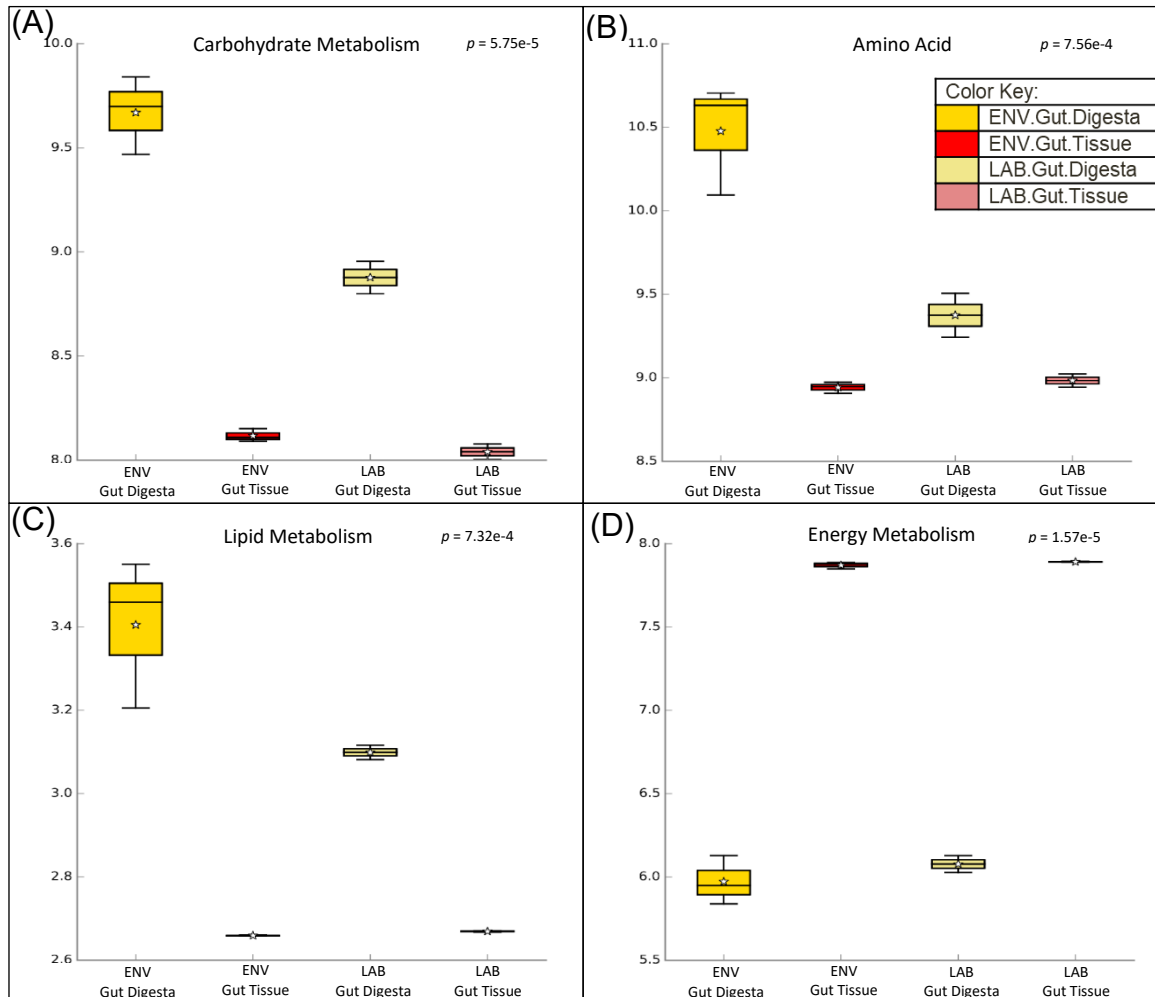 (A)
Carbohydrate Metabolism
p = 5.75e-5
10.0
9.5
9.0
8.5
8.0
ENV
Gut Digesta
ENV
Gut Tissue
LAB
Gut Digesta
LAB
Gut Tissue
(B)
Amino Acid
p = 7.56e-4
11.0
10.5
10.0
9.5
9.0
8.5
Color Key:
ENV.Gut.Digesta
ENV.Gut.Tissue
LAB.Gut.Digesta
LAB.Gut.Tissue
ENV
Gut Digesta
ENV
Gut Tissue
LAB
Gut Digesta
LAB
Gut Tissue
(C)
Lipid Metabolism
p = 7.32e-4
3.6
3.4
3.2
3.0
2.8
2.6
ENV
Gut Digesta
ENV
Gut Tissue
LAB
Gut Digesta
LAB
Gut Tissue
(D)
Energy Metabolism
p = 1.57e-5
8.0
7.5
7.0
6.5
6.0
5.5
ENV
Gut Digesta
ENV
Gut Tissue
LAB
Gut Digesta
LAB
Gut Tissue